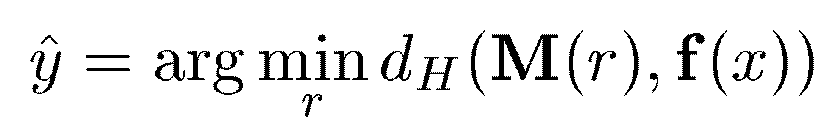 ŷ = arg min_r d_H(𝐌(r), 𝐟(x))